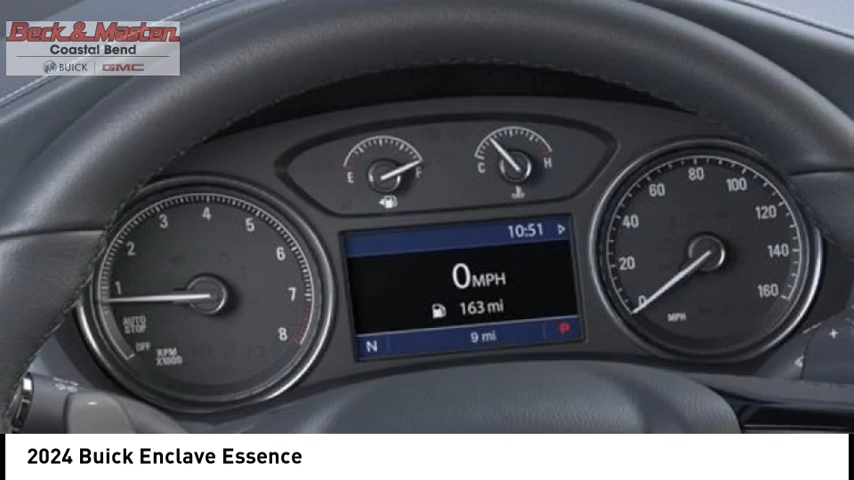 Beck & Masten
Coastal Bend
BUICK | GMC
E F
C H
1 2 3 4 5 6 7 8
AUTO
STOP
OFF
RPM
X1000
10:51
0 MPH
163 mi
N 9 mi P
0 20 40 60 80 100 120 140 160
MPH
2024 Buick Enclave Essence